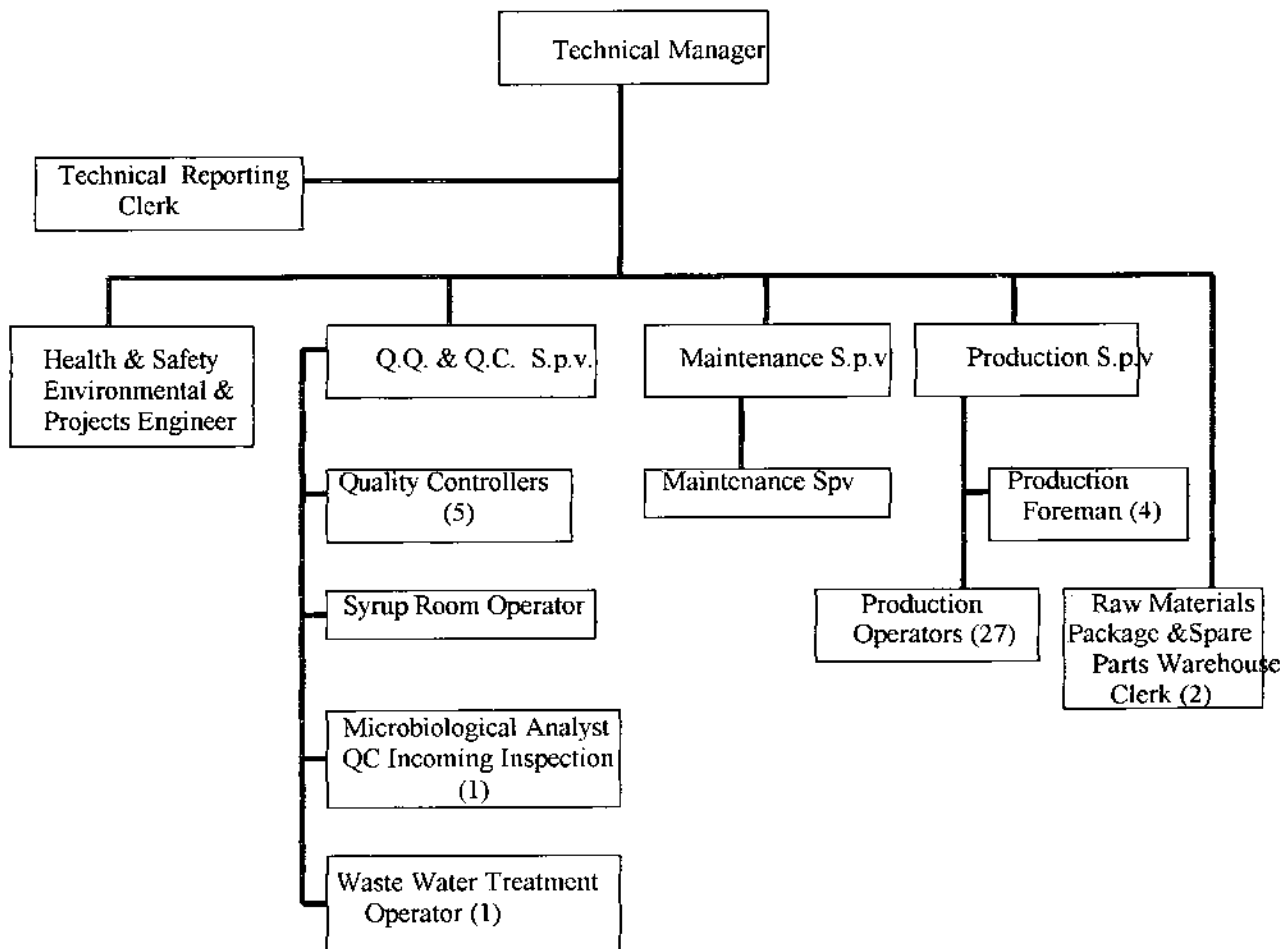 Technical Manager
Technical Reporting
Clerk
Health & Safety
Environmental &
Projects Engineer
Q.Q. & Q.C. S.p.v.
Maintenance S.p.v
Production S.p.v
Quality Controllers
(5)
Maintenance Spv
Production
Foreman (4)
Syrup Room Operator
Production
Operators (27)
Raw Materials
Package &Spare
Parts Warehouse
Clerk (2)
Microbiological Analyst
QC Incoming Inspection
(1)
Waste Water Treatment
Operator (1)